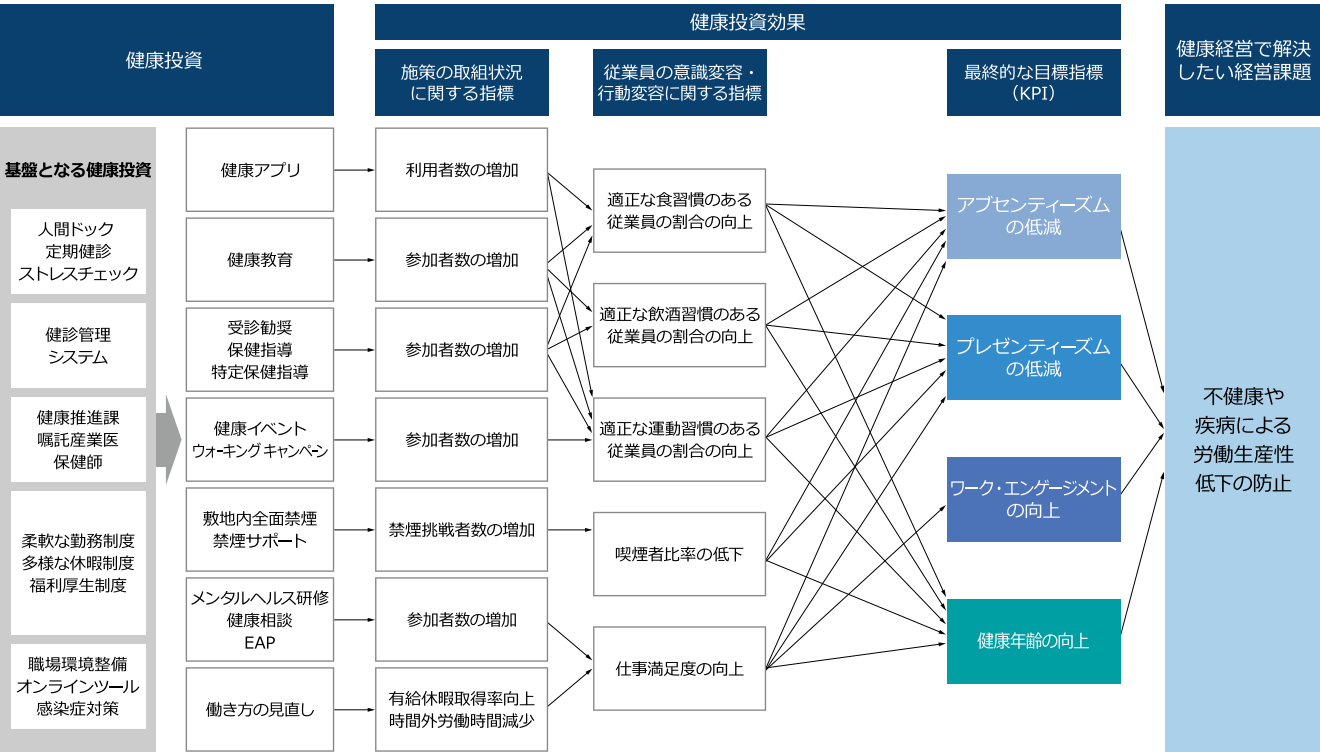 健康投資
健康投資効果
健康経営で解決
したい経営課題
施策の取組状況
に関する指標
従業員の意識変容・
行動変容に関する指標
最終的な目標指標
（KPI）
基盤となる健康投資
人間ドック
定期健診
ストレスチェック
健診管理
システム
健康推進課
嘱託産業医
保健師
柔軟な勤務制度
多様な休暇制度
福利厚生制度
職場環境整備
オンラインツール
感染症対策
健康アプリ
健康教育
受診勧奨
保健指導
特定保健指導
健康イベント
ウォーキングキャンペーン
敷地内全面禁煙
禁煙サポート
メンタルヘルス研修
健康相談
EAP
働き方の見直し
利用者数の増加
参加者数の増加
参加者数の増加
参加者数の増加
禁煙挑戦者数の増加
参加者数の増加
有給休暇取得率向上
時間外労働時間減少
適正な食習慣のある
従業員の割合の向上
適正な飲酒習慣のある
従業員の割合の向上
適正な運動習慣のある
従業員の割合の向上
喫煙者比率の低下
仕事満足度の向上
アブセンティーズム
の低減
プレゼンティーズム
の低減
ワーク・エンゲージメント
の向上
健康年齢の向上
不健康や
疾病による
労働生産性
低下の防止